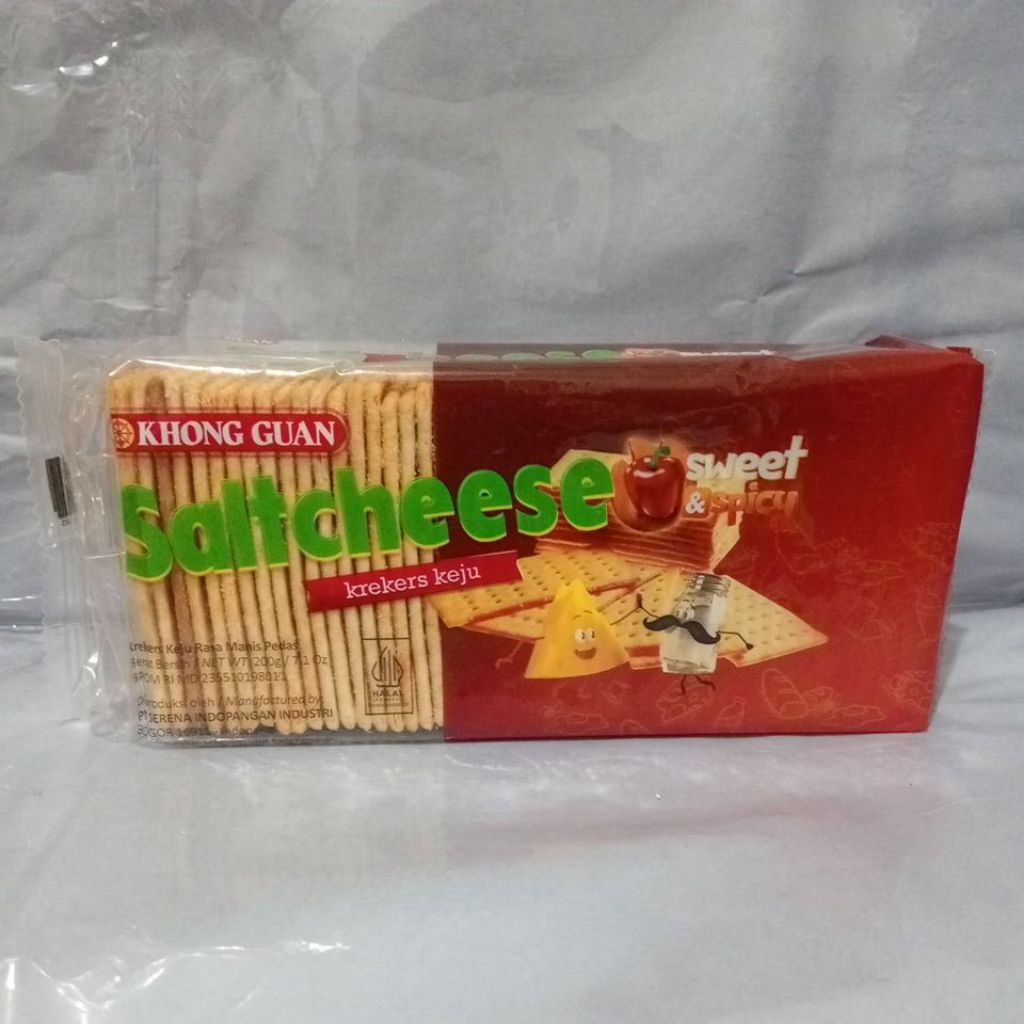 KHONG GUAN
Saltcheese
krekers keju
sweet
& spicy
Krekers Keju Rasa Manis Pedas
Berat Bersih / NET WT. 200g / 7.1 Oz
BPOM RI MD 235510198011
Diproduksi oleh / Manufactured by:
PT SERENA INDOPANGAN INDUSTRI
BOGOR
HALAL